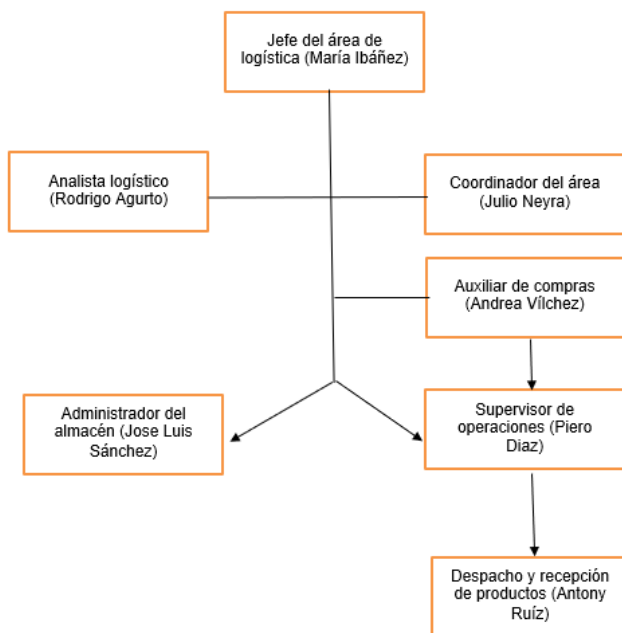 Jefe del área de
logística (María Ibáñez)
Analista logístico
(Rodrigo Agurto)
Coordinador del área
(Julio Neyra)
Auxiliar de compras
(Andrea Vílchez)
Administrador del
almacén (Jose Luis
Sánchez)
Supervisor de
operaciones (Piero
Diaz)
Despacho y recepción
de productos (Antony
Ruíz)